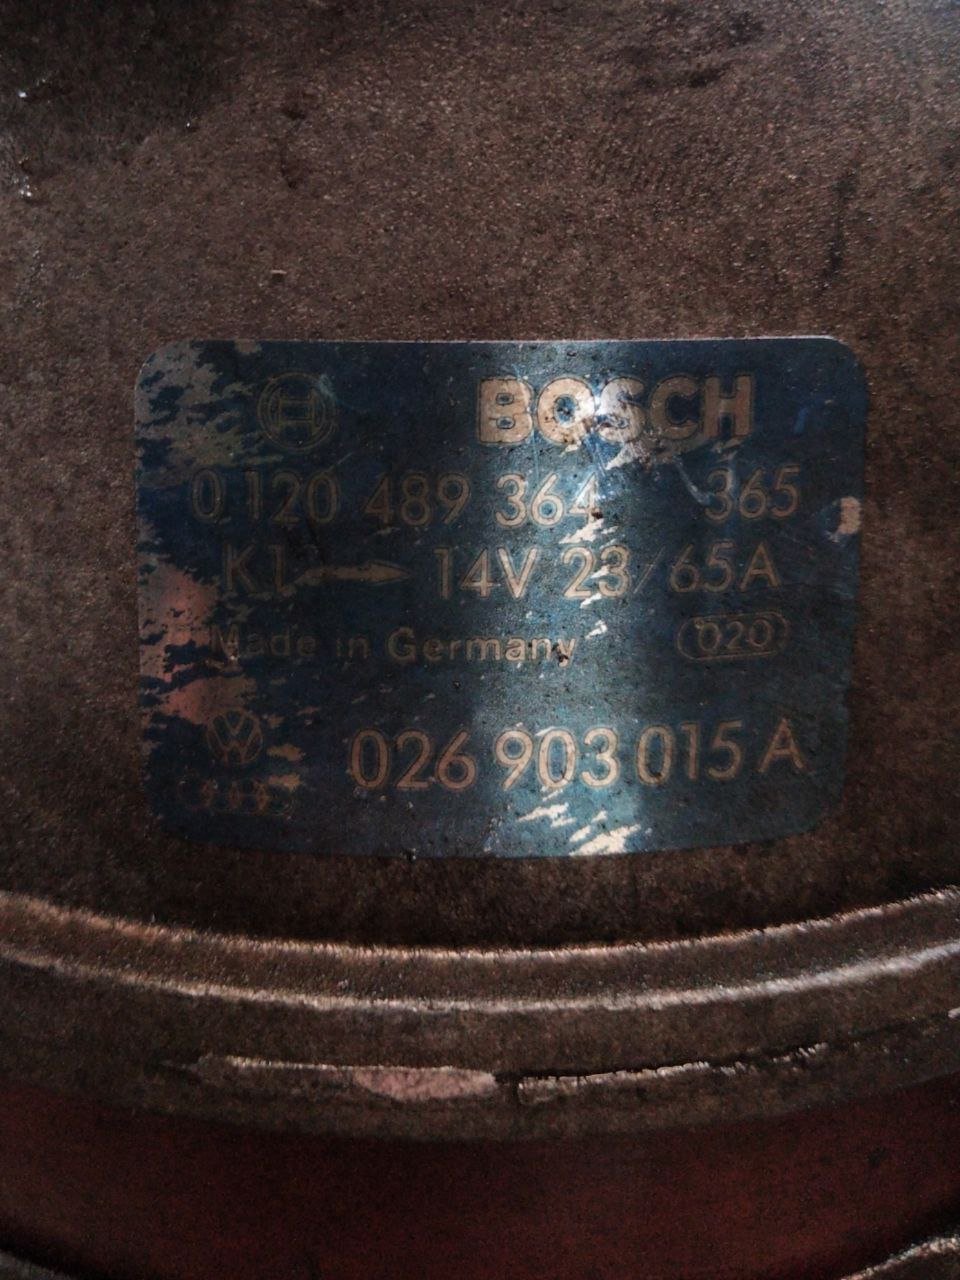 BOSCH
0 120 489 364 365
K1 → 14V 23/65A
Made in Germany 020
026 903 015 A